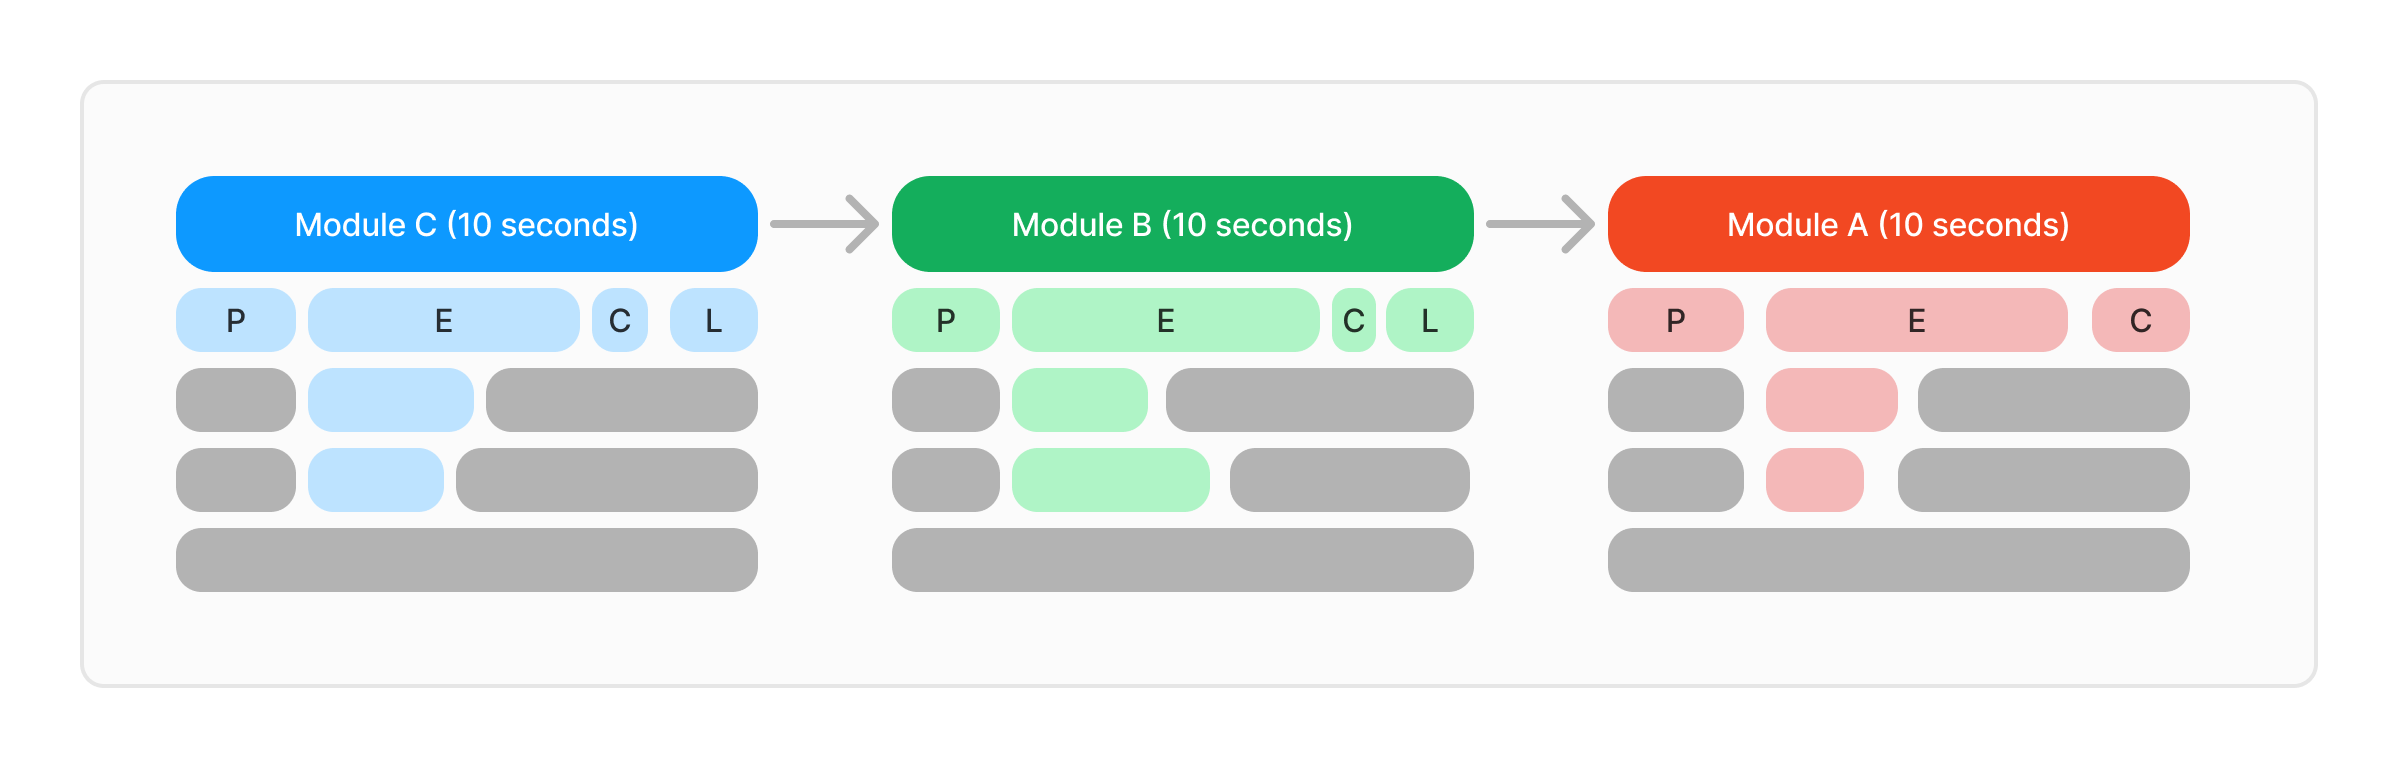 Module C (10 seconds)
Module B (10 seconds)
Module A (10 seconds)
P E C L
P E C L
P E C